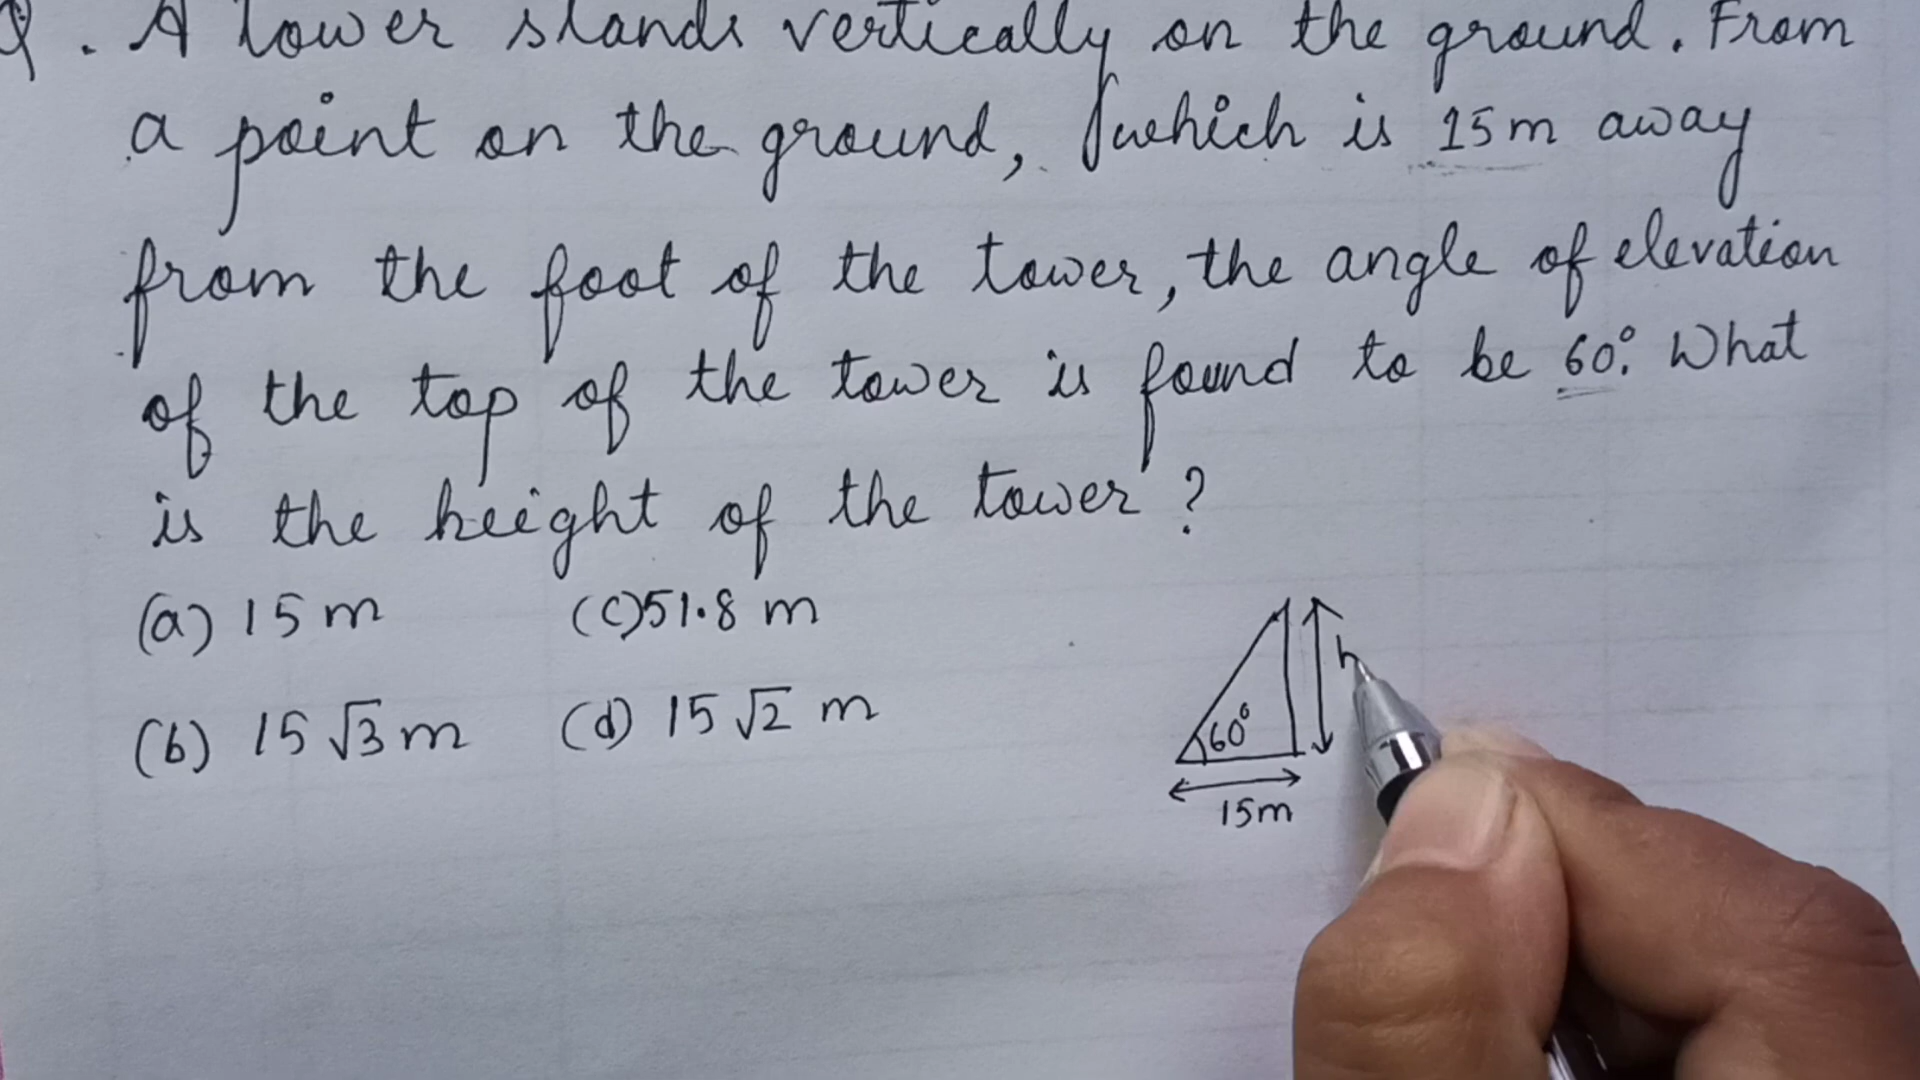 Q. A tower stands vertically on the ground. From
a point on the ground, which is 15m away
from the foot of the tower, the angle of elevation
of the top of the tower is found to be 60°. What
is the height of the tower ?
(a) 15 m (c) 51.8 m
(b) 15 √3 m (d) 15 √2 m
h
60°
15m